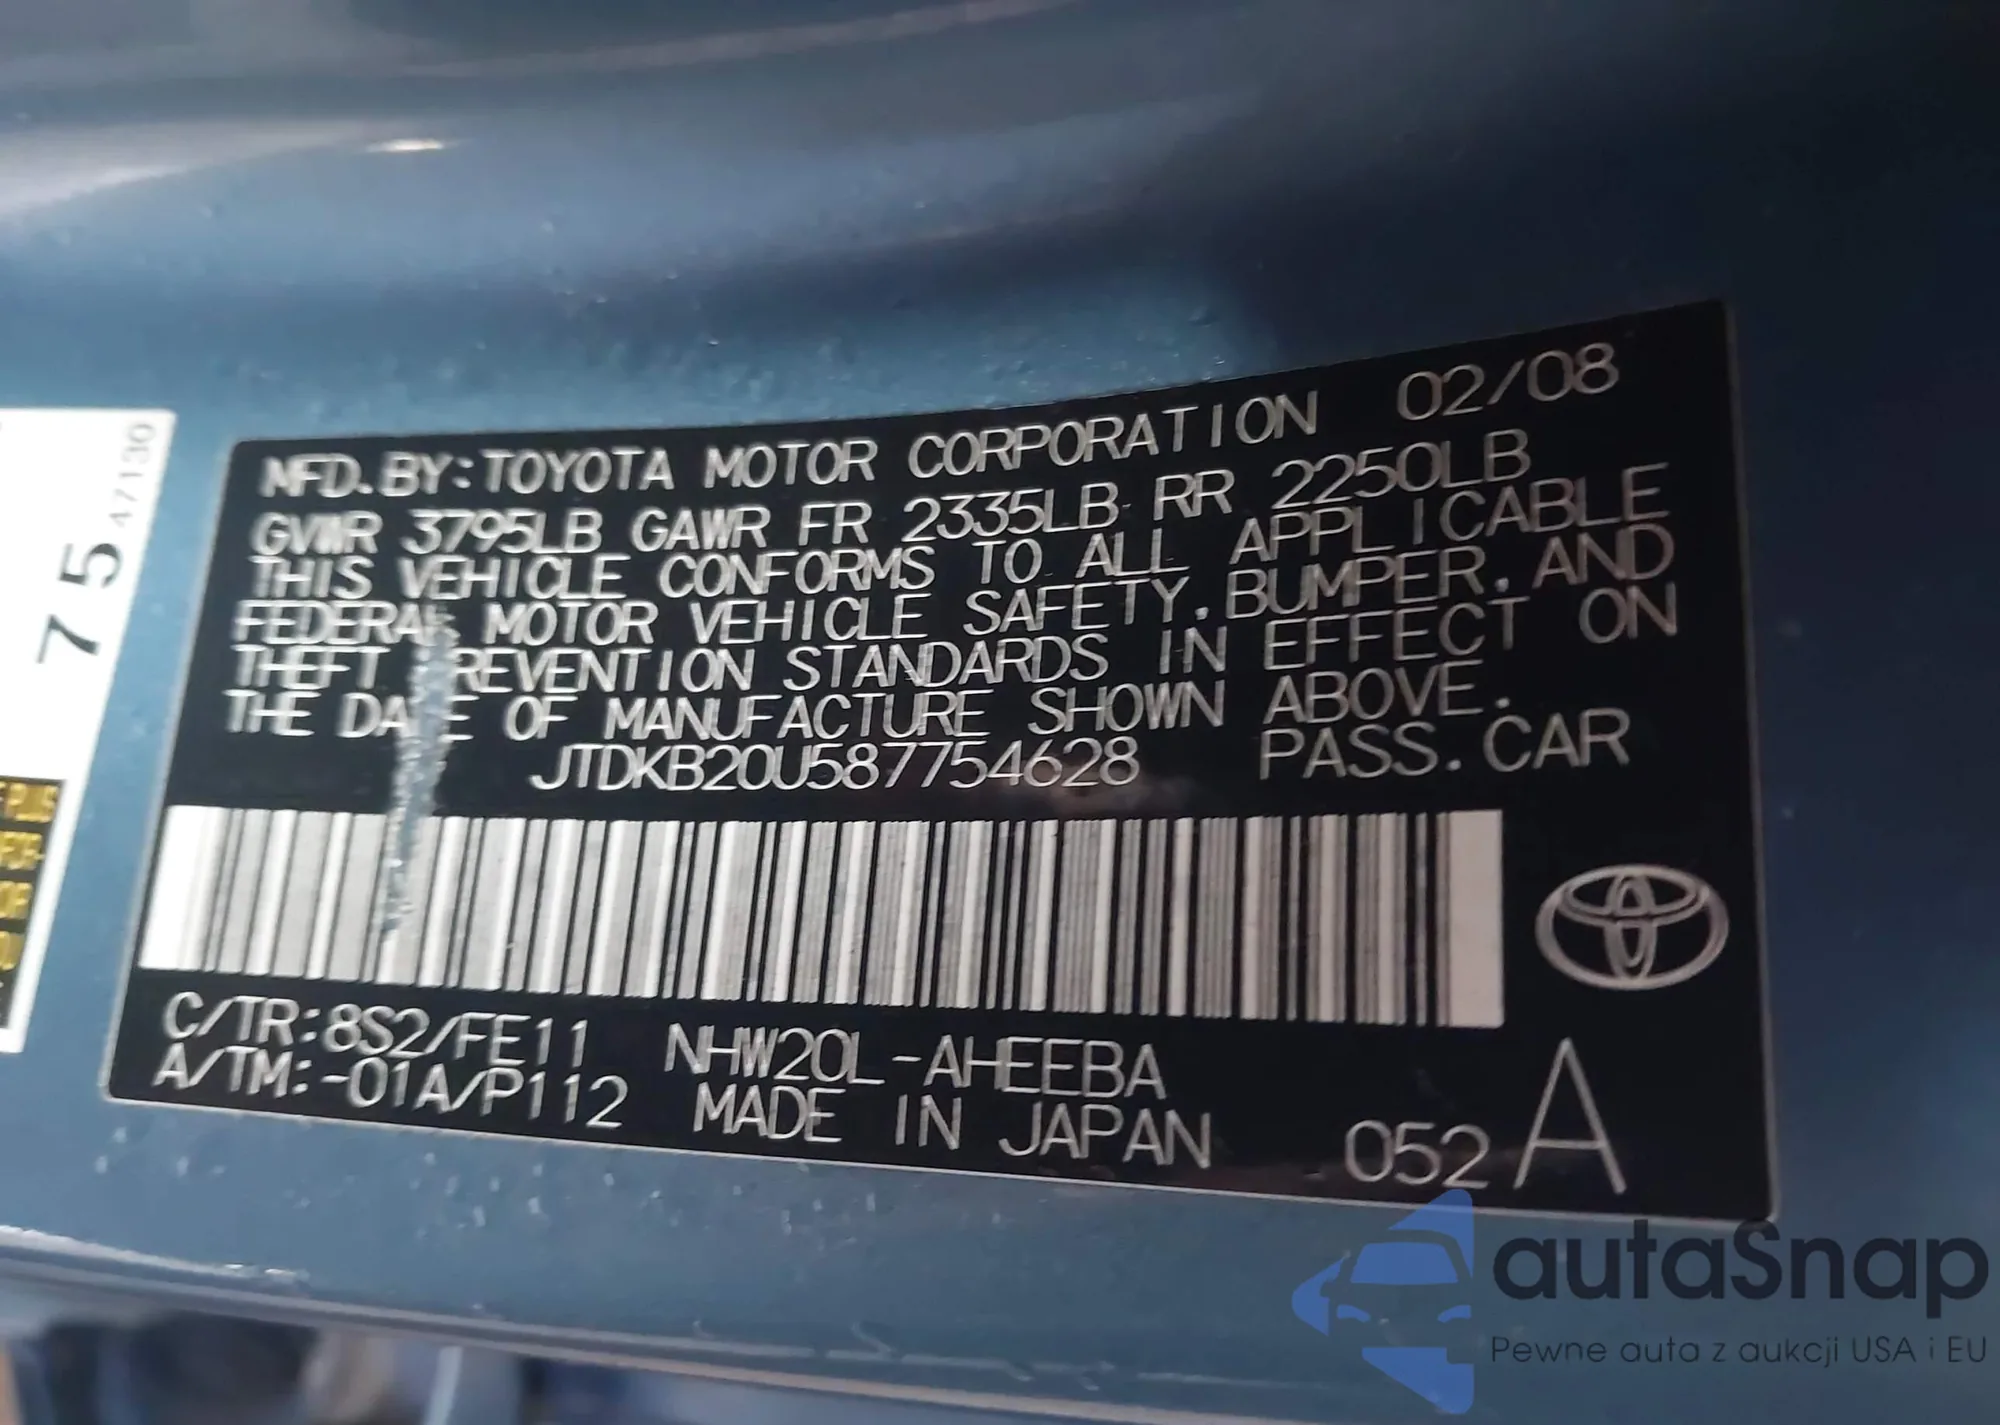 MFD.BY:TOYOTA MOTOR CORPORATION 02/08
GVWR 3795LB GAWR FR 2335LB RR 2250LB
THIS VEHICLE CONFORMS TO ALL APPLICABLE
FEDERAL MOTOR VEHICLE SAFETY, BUMPER, AND
THEFT PREVENTION STANDARDS IN EFFECT ON
THE DATE OF MANUFACTURE SHOWN ABOVE.
JTDKB20U587754628 PASS.CAR
C/TR:8S2/FE11 NHW20L-AHEEBA
A/TM:-01A/P112 MADE IN JAPAN 052 A
75 47130
autaSnap
Pewne auta z aukcji USA i EU